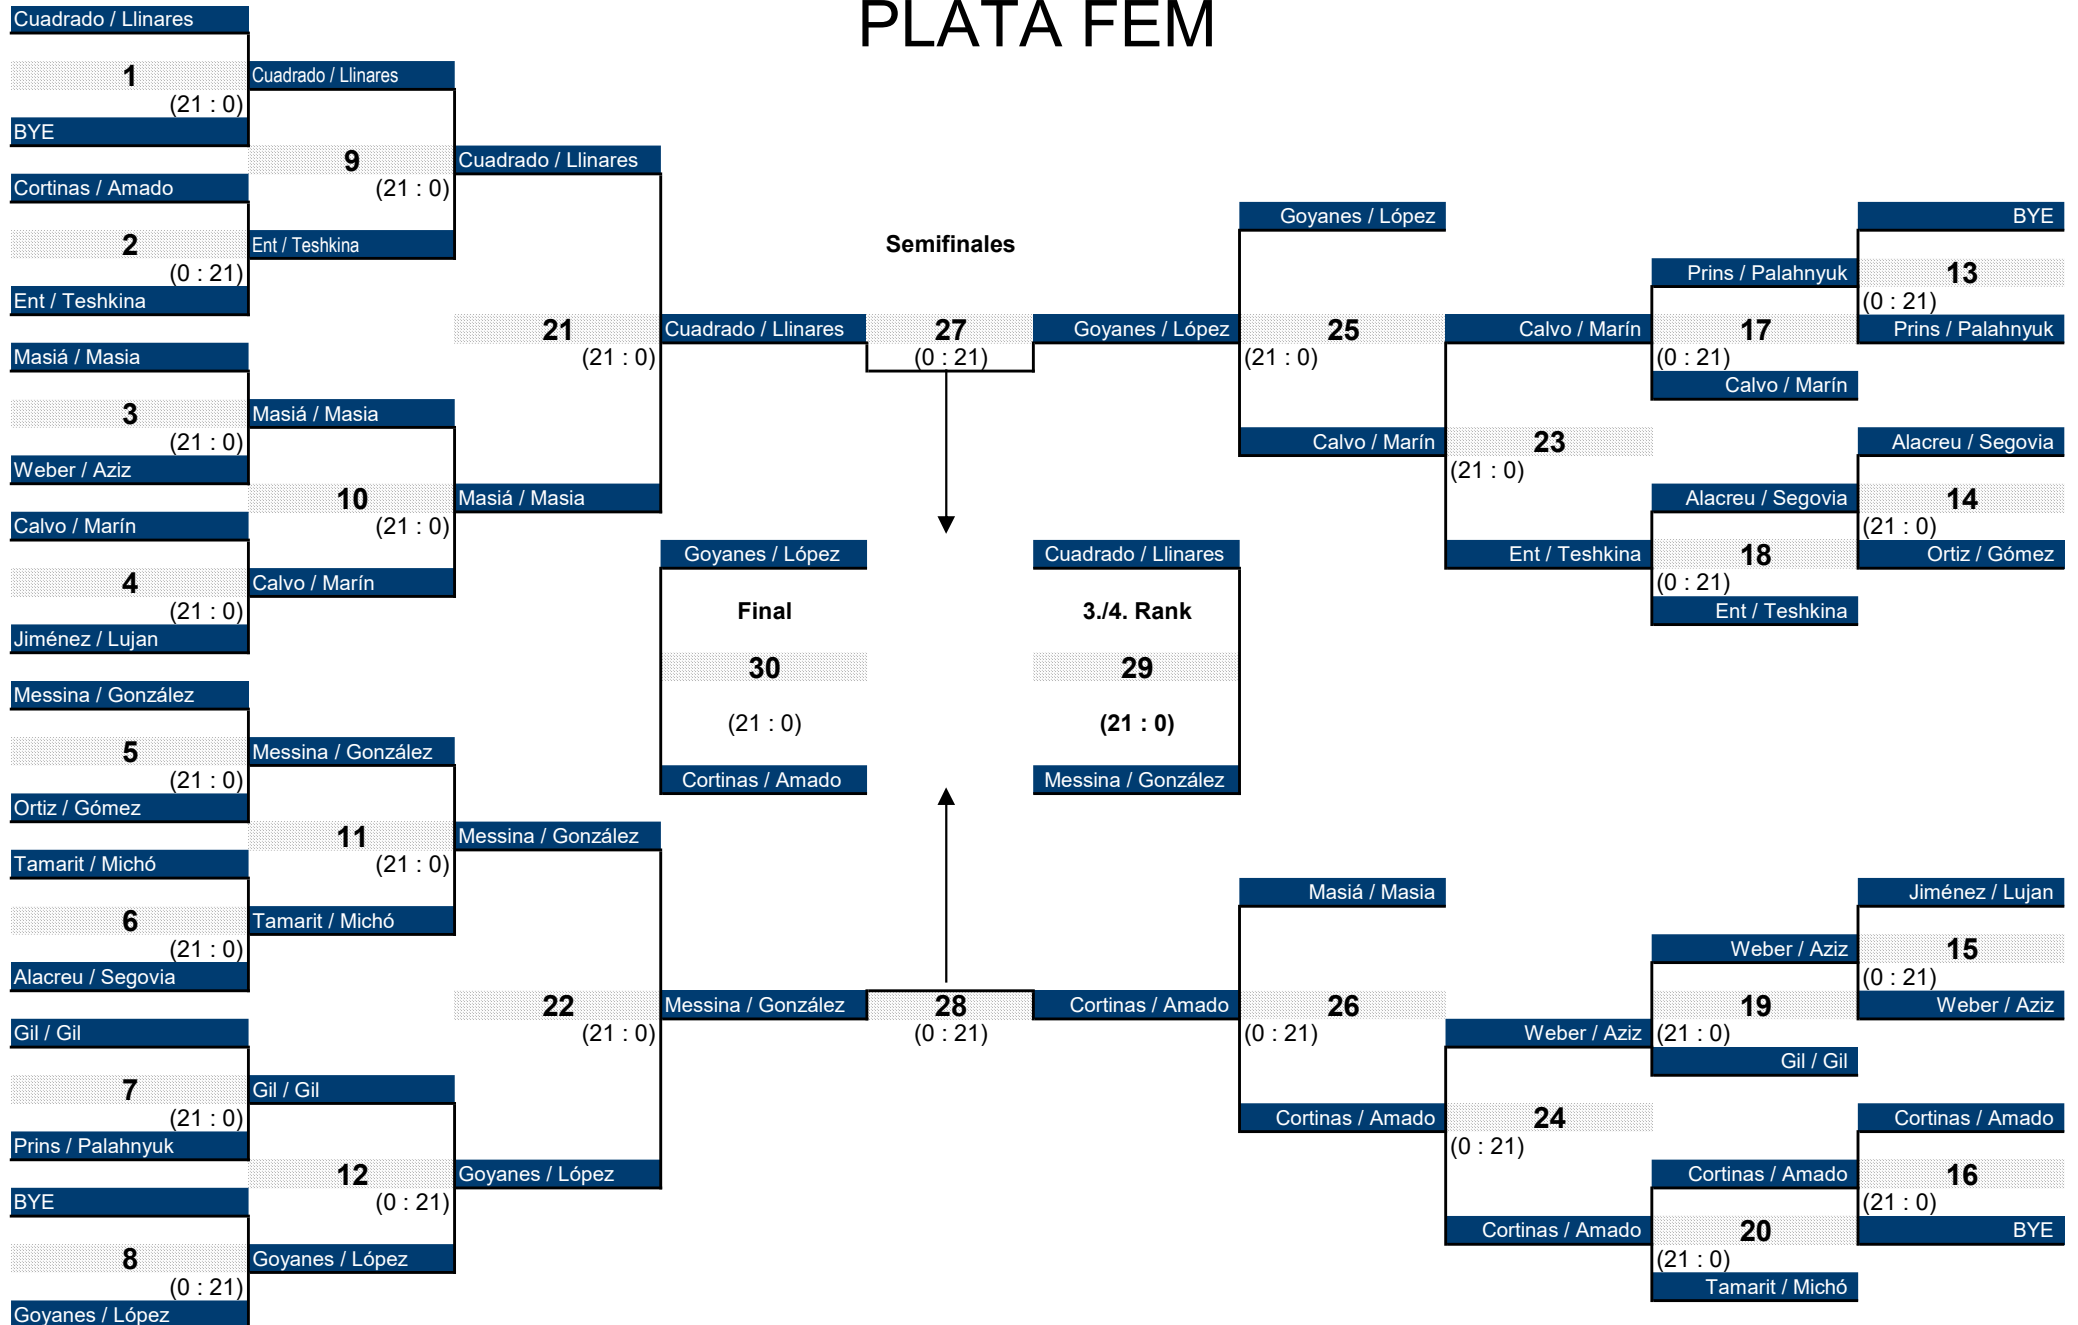 PLATA FEM
Cuadrado / Llinares
1
(21 : 0)
BYE
Cortinas / Amado
2
(0 : 21)
Ent / Teshkina
Masiá / Masia
3
(21 : 0)
Weber / Aziz
Calvo / Marín
4
(21 : 0)
Jiménez / Lujan
Messina / González
5
(21 : 0)
Ortiz / Gómez
Tamarit / Michó
6
(21 : 0)
Alacreu / Segovia
Gil / Gil
7
(21 : 0)
Prins / Palahnyuk
BYE
8
(0 : 21)
Goyanes / López
Cuadrado / Llinares
9
(21 : 0)
Ent / Teshkina
Masiá / Masia
10
(21 : 0)
Calvo / Marín
Messina / González
11
(21 : 0)
Tamarit / Michó
Gil / Gil
12
(0 : 21)
Goyanes / López
Cuadrado / Llinares
21
(21 : 0)
Masiá / Masia
Messina / González
22
(21 : 0)
Goyanes / López
Semifinales
Cuadrado / Llinares
27
(0 : 21)
Goyanes / López
Goyanes / López
Final
30
(21 : 0)
Cortinas / Amado
Cuadrado / Llinares
3./4. Rank
29
(21 : 0)
Messina / González
Messina / González
28
(0 : 21)
Cortinas / Amado
Goyanes / López
25
(21 : 0)
Calvo / Marín
Masiá / Masia
26
(0 : 21)
Cortinas / Amado
Calvo / Marín
23
(21 : 0)
Ent / Teshkina
Weber / Aziz
24
(0 : 21)
Cortinas / Amado
Prins / Palahnyuk
17
(0 : 21)
Calvo / Marín
Alacreu / Segovia
18
(0 : 21)
Ent / Teshkina
Weber / Aziz
19
(21 : 0)
Gil / Gil
Cortinas / Amado
20
(21 : 0)
Tamarit / Michó
BYE
13
(0 : 21)
Prins / Palahnyuk
Alacreu / Segovia
14
(21 : 0)
Ortiz / Gómez
Jiménez / Lujan
15
(0 : 21)
Weber / Aziz
Cortinas / Amado
16
(21 : 0)
BYE